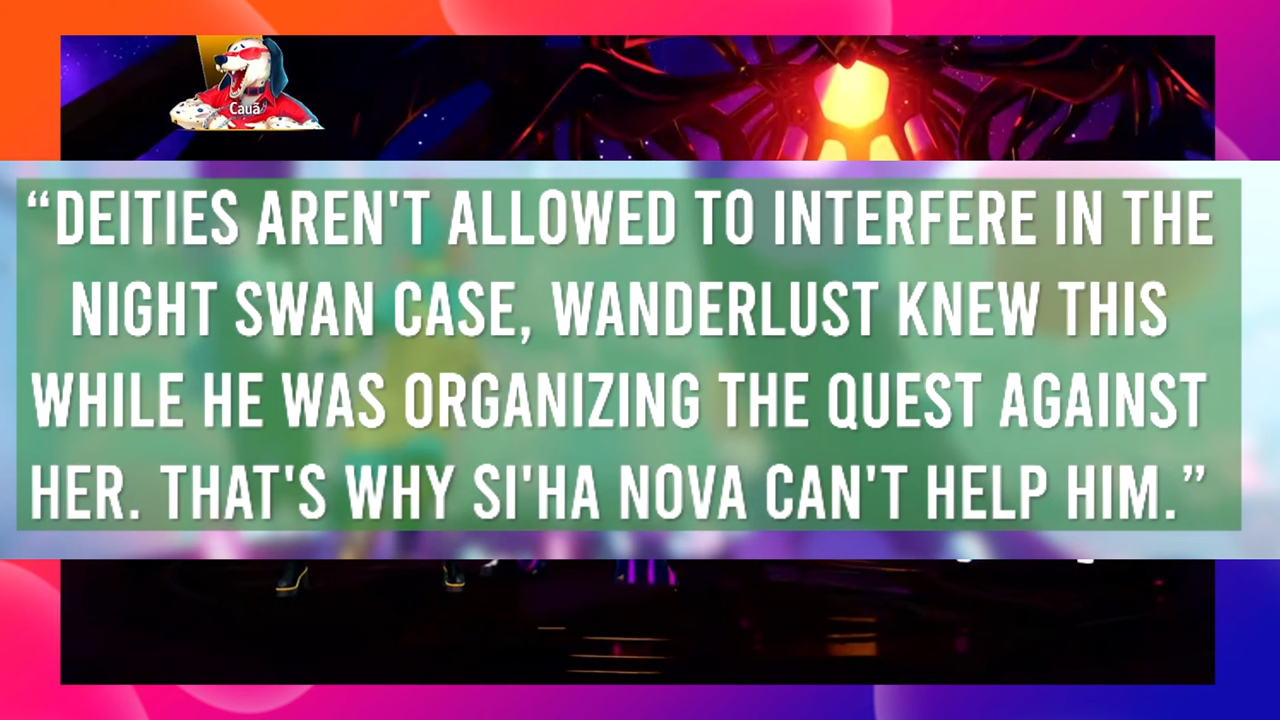 Cauã
“DEITIES AREN'T ALLOWED TO INTERFERE IN THE
NIGHT SWAN CASE, WANDERLUST KNEW THIS
WHILE HE WAS ORGANIZING THE QUEST AGAINST
HER. THAT'S WHY SI'HA NOVA CAN'T HELP HIM.”